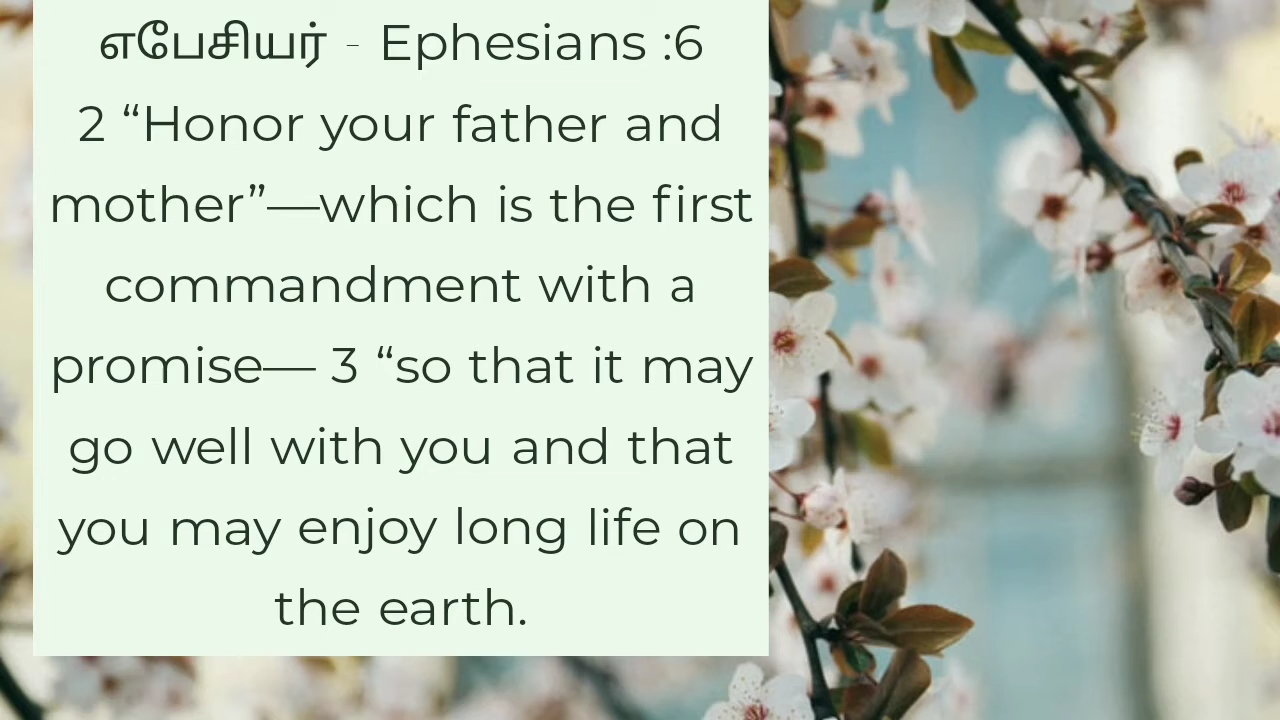 எபேசியர் - Ephesians :6
2 “Honor your father and
mother”—which is the first
commandment with a
promise— 3 “so that it may
go well with you and that
you may enjoy long life on
the earth.